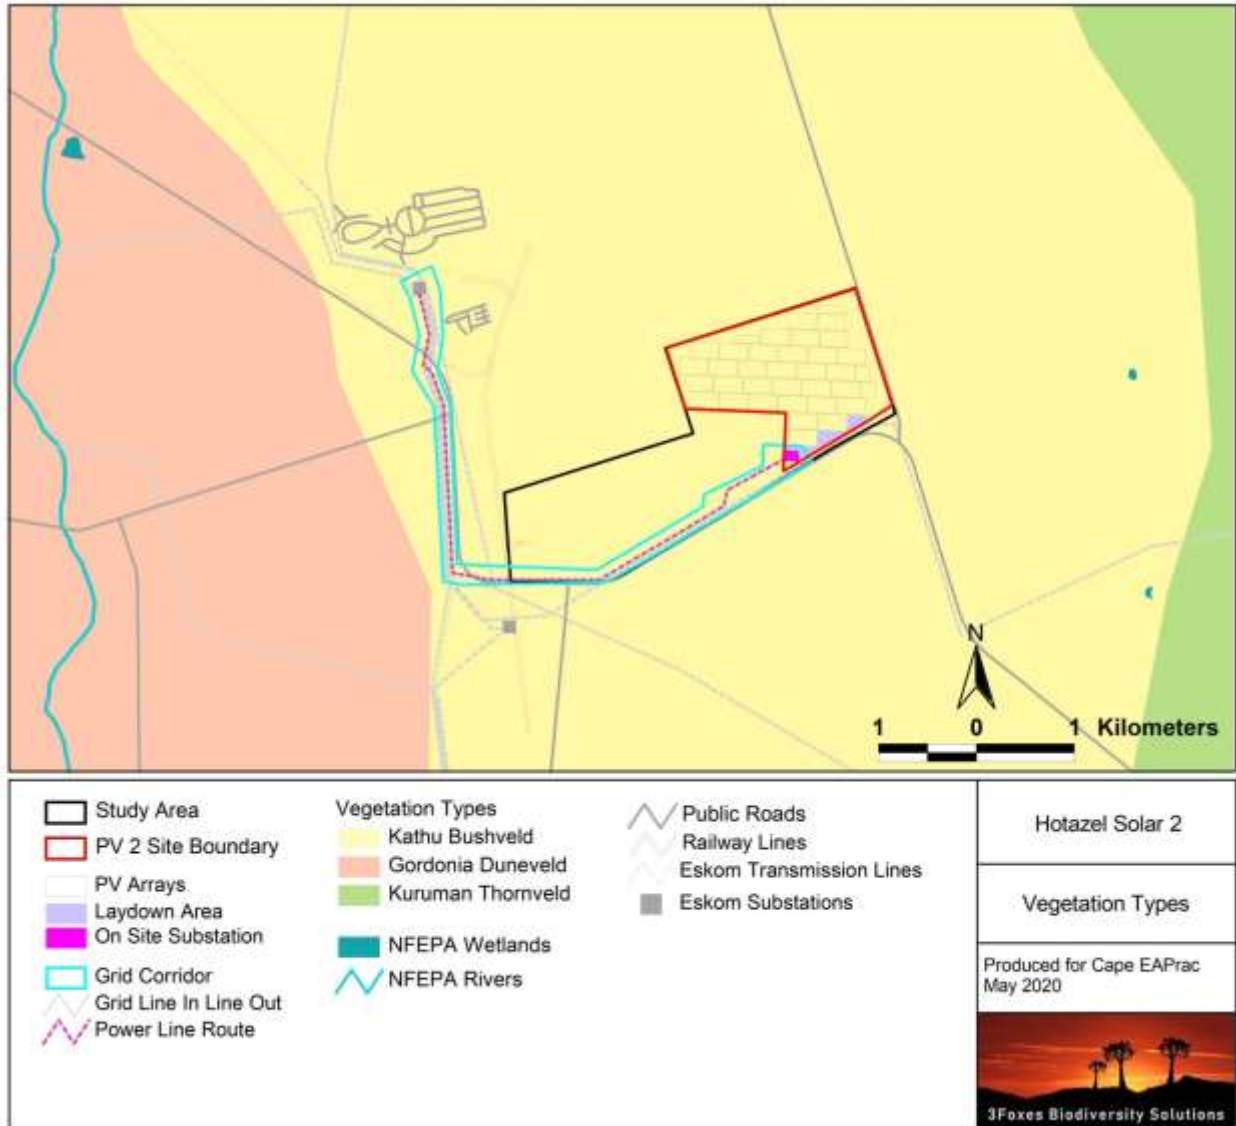 N
1 0 1 Kilometers
Study Area
PV 2 Site Boundary
PV Arrays
Laydown Area
On Site Substation
Grid Corridor
Grid Line In Line Out
Power Line Route
Vegetation Types
Kathu Bushveld
Gordonia Duneveld
Kuruman Thornveld
NFEPA Wetlands
NFEPA Rivers
Public Roads
Railway Lines
Eskom Transmission Lines
Eskom Substations
Hotazel Solar 2
Vegetation Types
Produced for Cape EAPrac
May 2020
3Foxes Biodiversity Solutions